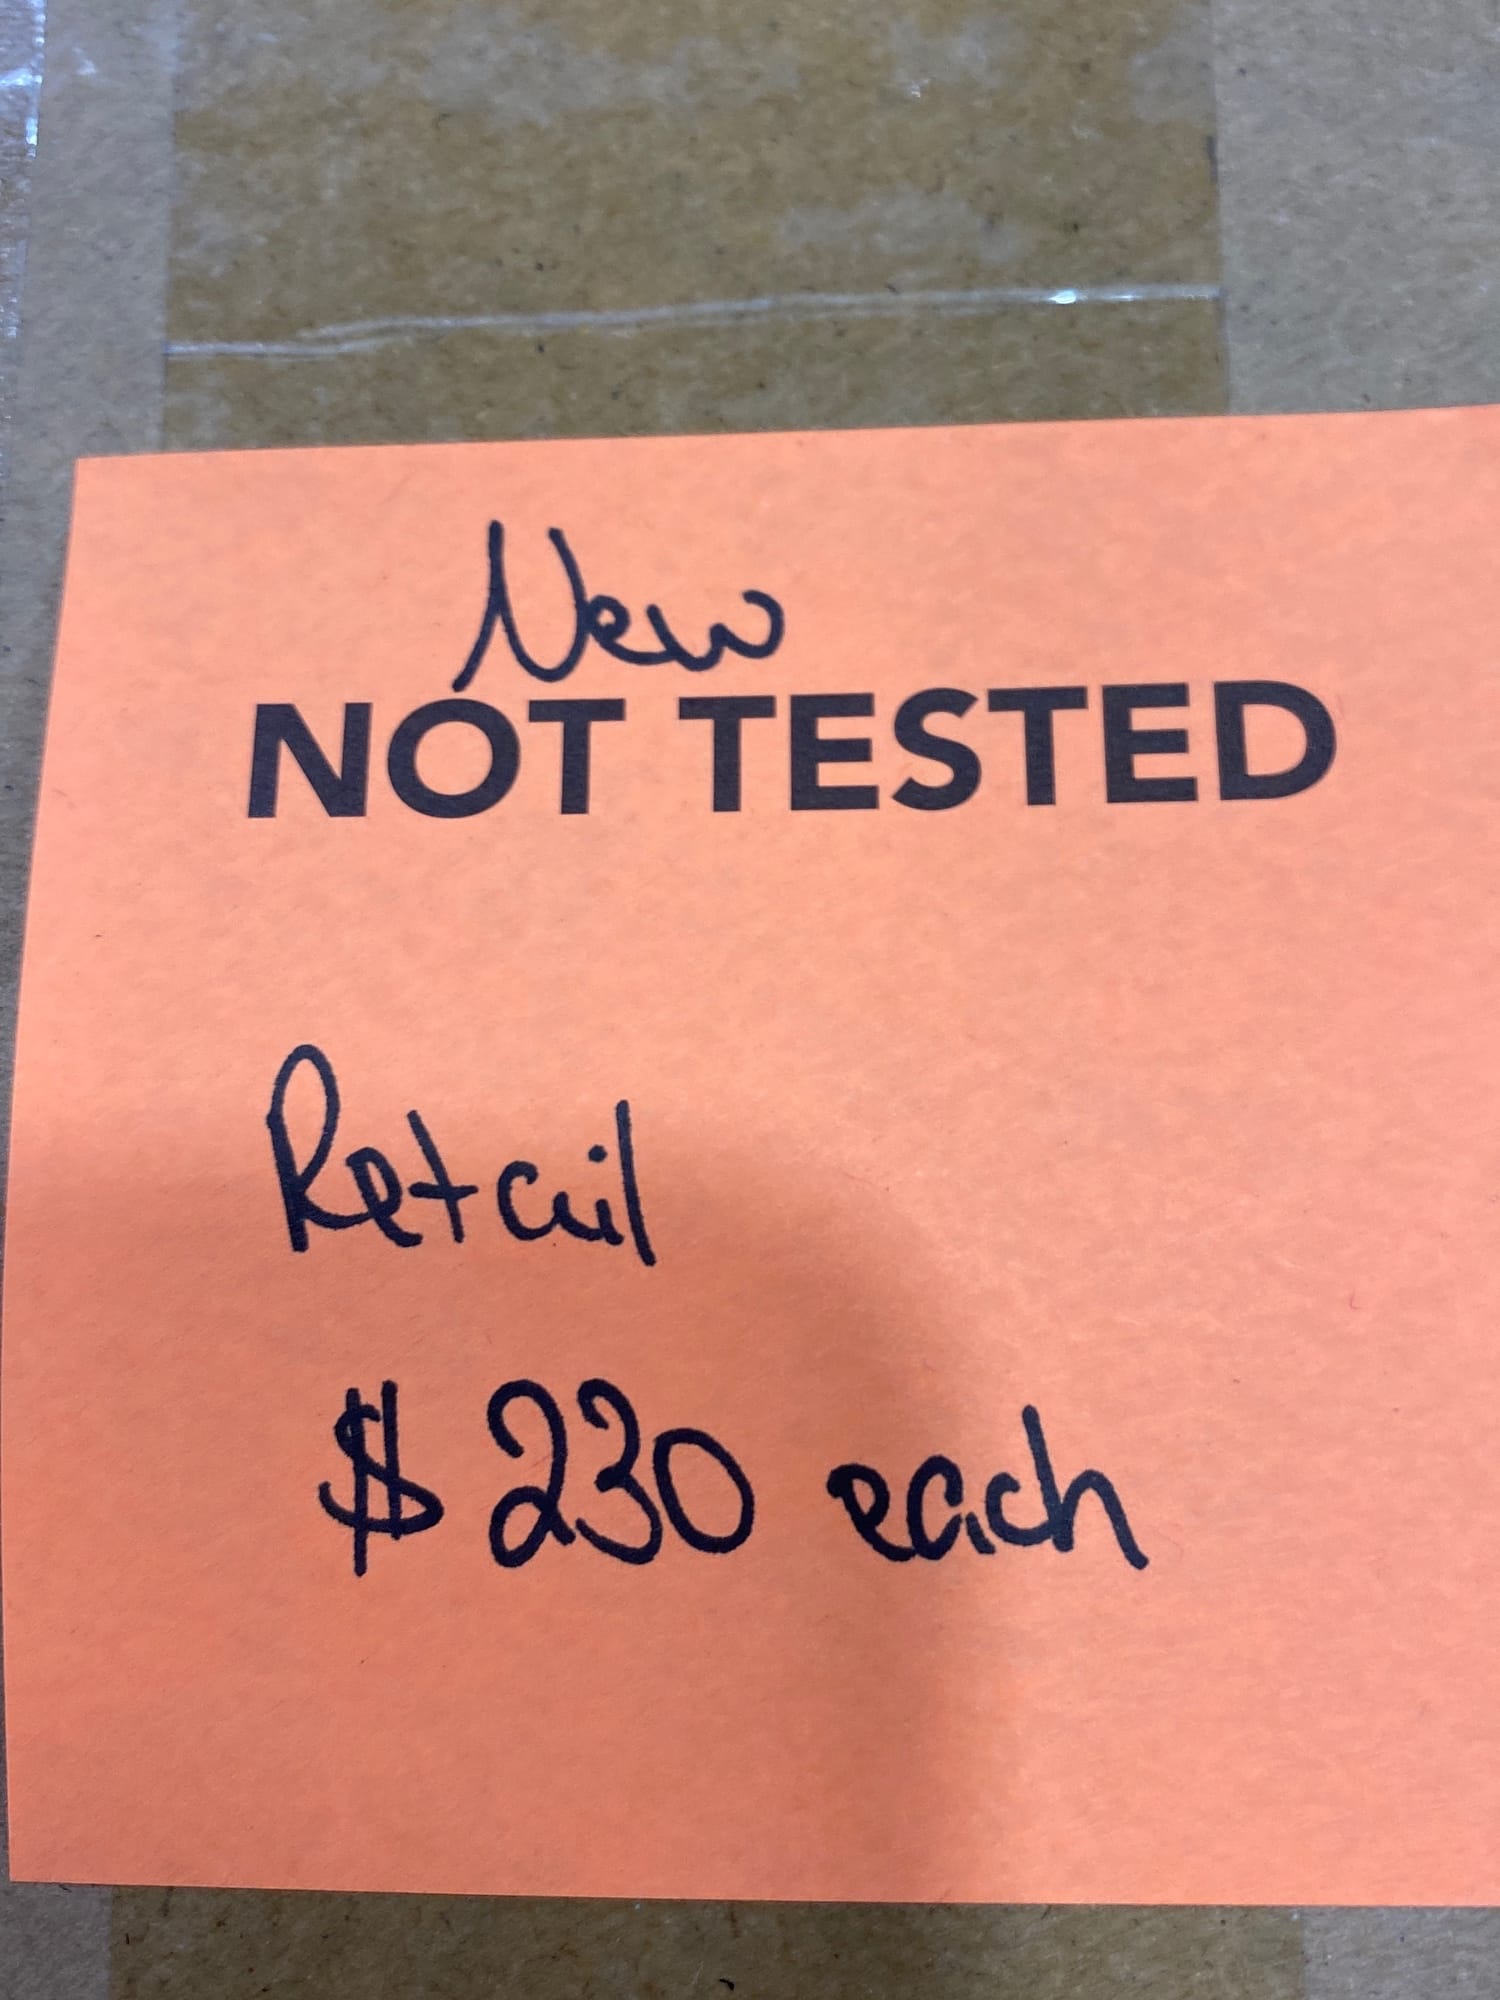 New
NOT TESTED
Retail
$230 each